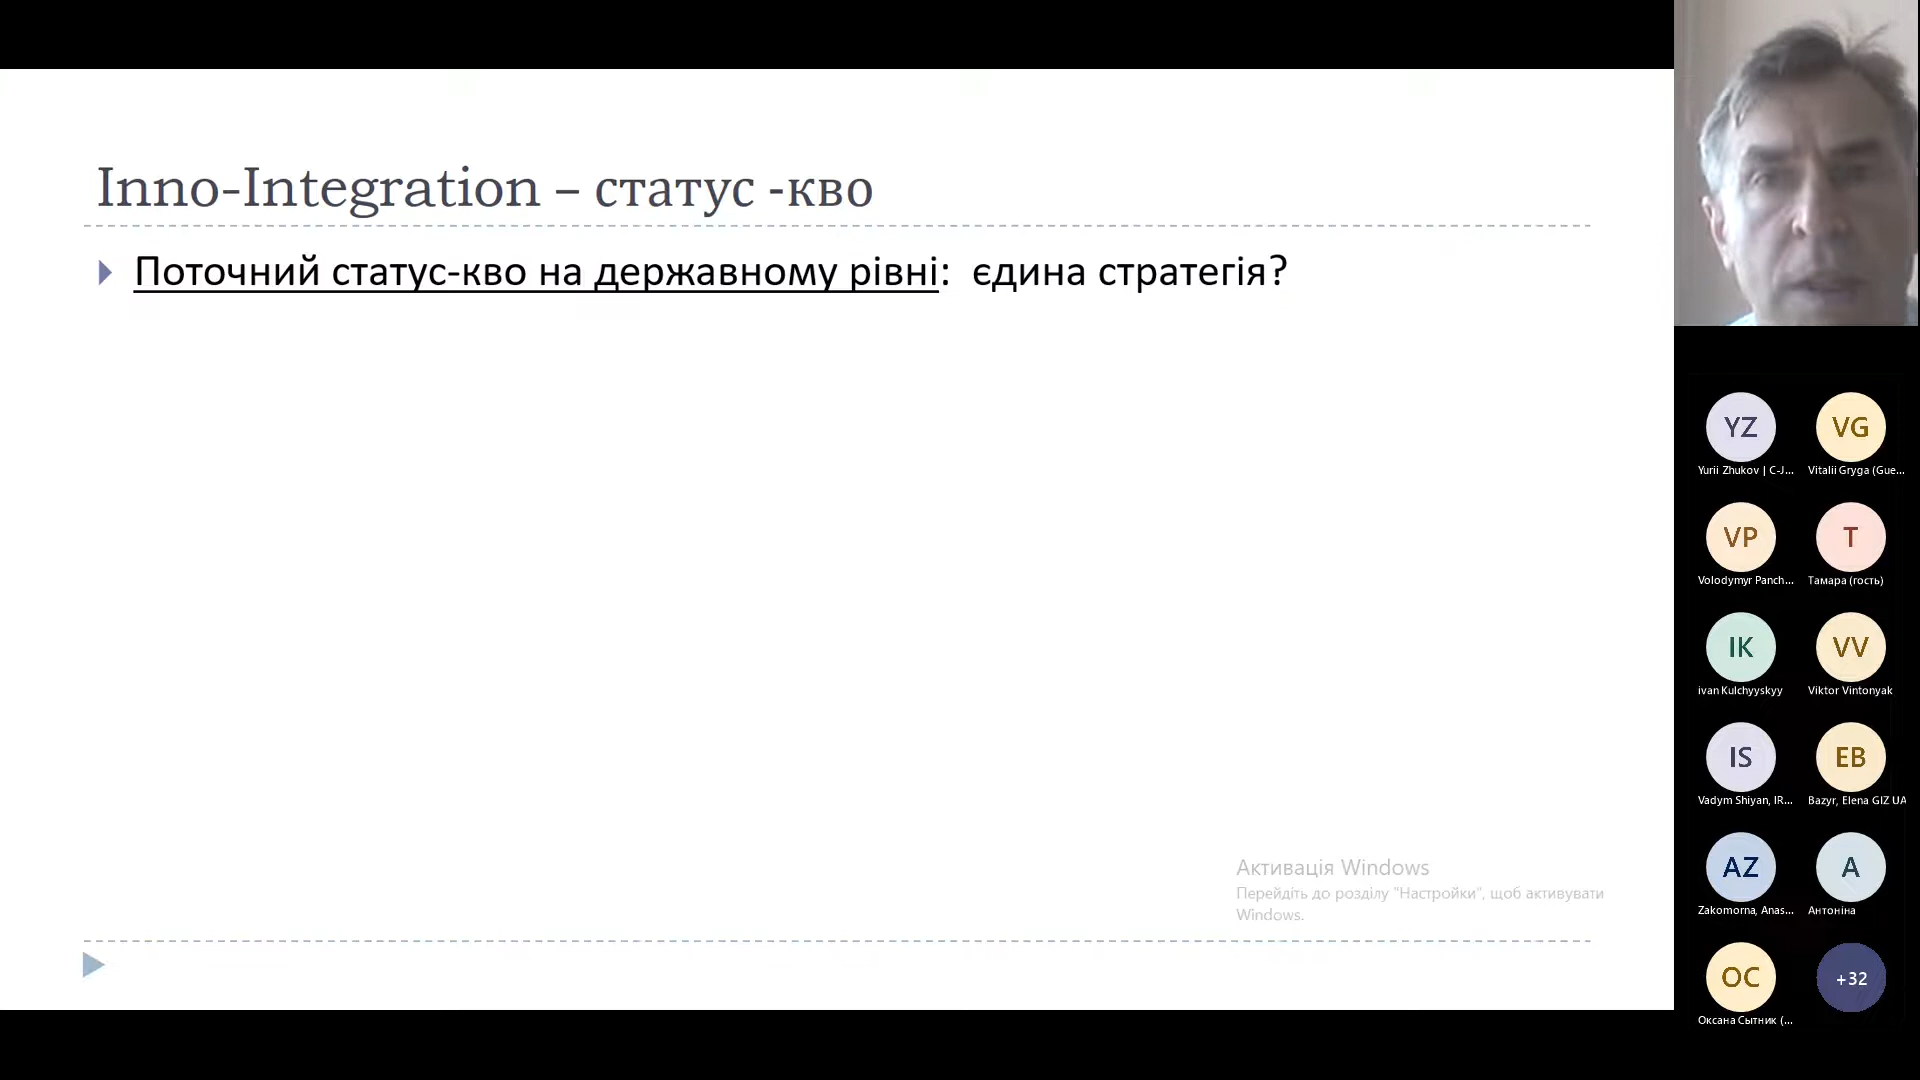 Inno-Integration – статус -кво
Поточний статус-кво на державному рівні:  єдина стратегія?
Активація Windows
Перейдіть до розділу "Настройки", щоб активувати
Windows.
YZ
VG
Yurii Zhukov | C-J...
Vitalii Gryga (Gue...
VP
T
Volodymyr Panch...
Тамара (гость)
IK
VV
ivan Kulchyyskyy
Viktor Vintonyak
IS
EB
Vadym Shiyan, IR...
Bazyr, Elena GIZ UA
AZ
A
Zakomorna, Anas...
Антоніна
OC
+32
Оксана Сытник (...